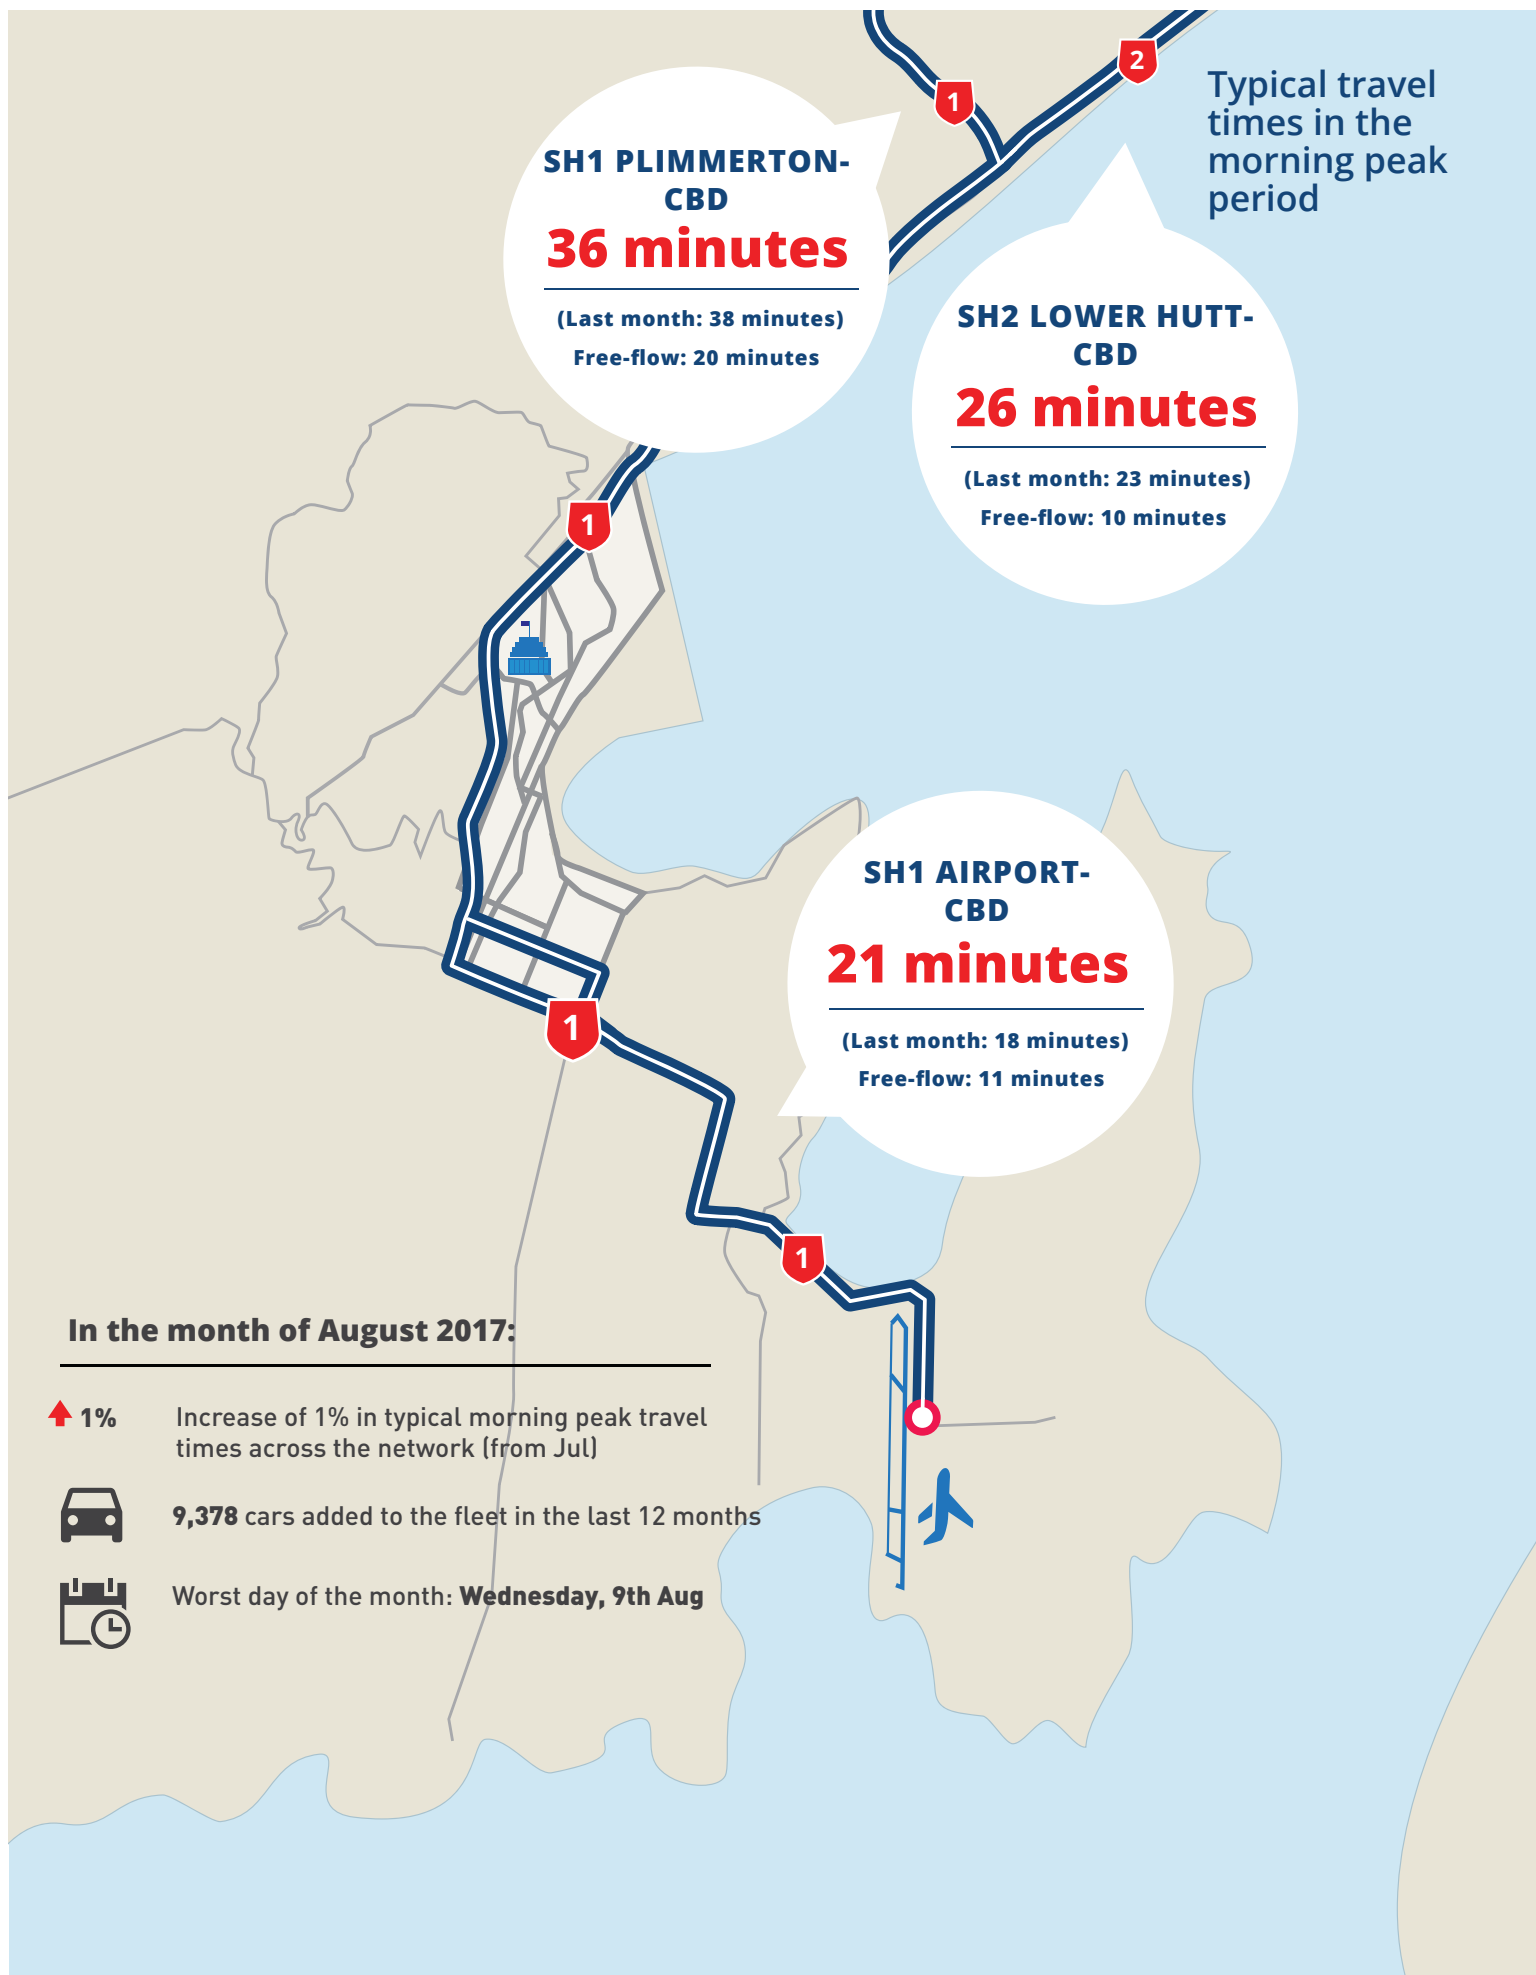 2
1
Typical travel
times in the
morning peak
period
SH1 PLIMMERTON-
CBD
36 minutes
(Last month: 38 minutes)
Free-flow: 20 minutes
SH2 LOWER HUTT-
CBD
26 minutes
(Last month: 23 minutes)
Free-flow: 10 minutes
1
SH1 AIRPORT-
CBD
21 minutes
(Last month: 18 minutes)
Free-flow: 11 minutes
1
1
In the month of August 2017:
1%
Increase of 1% in typical morning peak travel
times across the network (from Jul)
9,378 cars added to the fleet in the last 12 months
Worst day of the month: Wednesday, 9th Aug